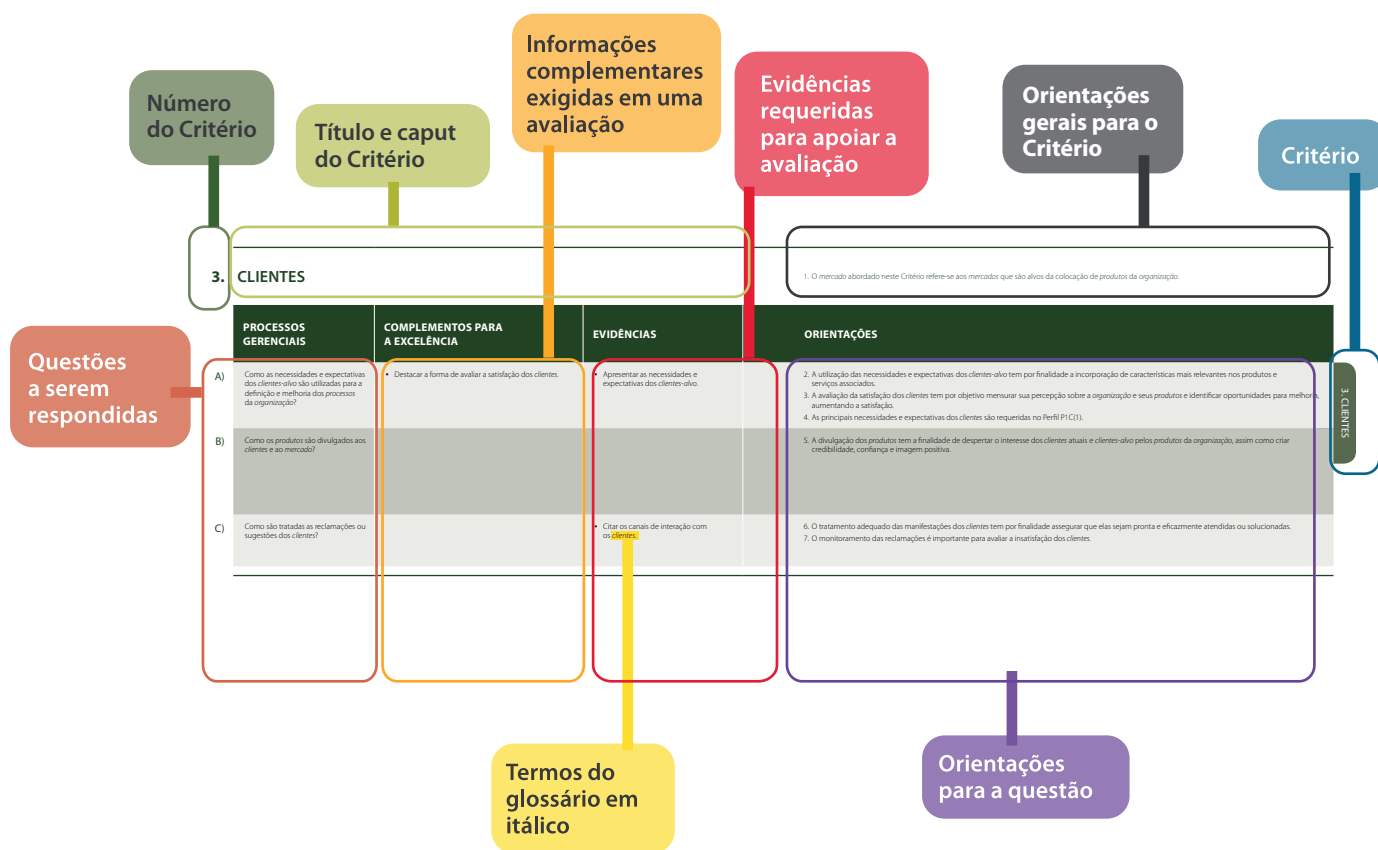 Informações
complementares
exigidas em uma
avaliação
Evidências
requeridas
para apoiar a
avaliação
Orientações
gerais para o
Critério
Número
do Critério
Título e caput
do Critério
Critério
3. CLIENTES
1. O mercado abordado neste Critério refere-se aos mercados que são alvos da colocação de produtos da organização.
PROCESSOS
GERENCIAIS
COMPLEMENTOS PARA
A EXCELÊNCIA
EVIDÊNCIAS
ORIENTAÇÕES
Questões
a serem
respondidas
A)
Como as necessidades e expectativas
dos clientes-alvo são utilizadas para a
definição e melhoria dos processos
da organização?
• Destacar a forma de avaliar a satisfação dos clientes.
• Apresentar as necessidades e
expectativas dos clientes-alvo.
2. A utilização das necessidades e expectativas dos clientes-alvo tem por finalidade a incorporação de características mais relevantes nos produtos e
serviços associados.
3. A avaliação da satisfação dos clientes tem por objetivo mensurar sua percepção sobre a organização e seus produtos e identificar oportunidades para melhoria,
aumentando a satisfação.
4. As principais necessidades e expectativas dos clientes são requeridas no Perfil P1C(1).
3. CLIENTES
B)
Como os produtos são divulgados aos
clientes e ao mercado?
5. A divulgação dos produtos tem a finalidade de despertar o interesse dos clientes atuais e clientes-alvo pelos produtos da organização, assim como criar
credibilidade, confiança e imagem positiva.
C)
Como são tratadas as reclamações ou
sugestões dos clientes?
• Citar os canais de interação com
os clientes.
6. O tratamento adequado das manifestações dos clientes tem por finalidade assegurar que elas sejam pronta e eficazmente atendidas ou solucionadas.
7. O monitoramento das reclamações é importante para avaliar a insatisfação dos clientes.
Termos do
glossário em
itálico
Orientações
para a questão